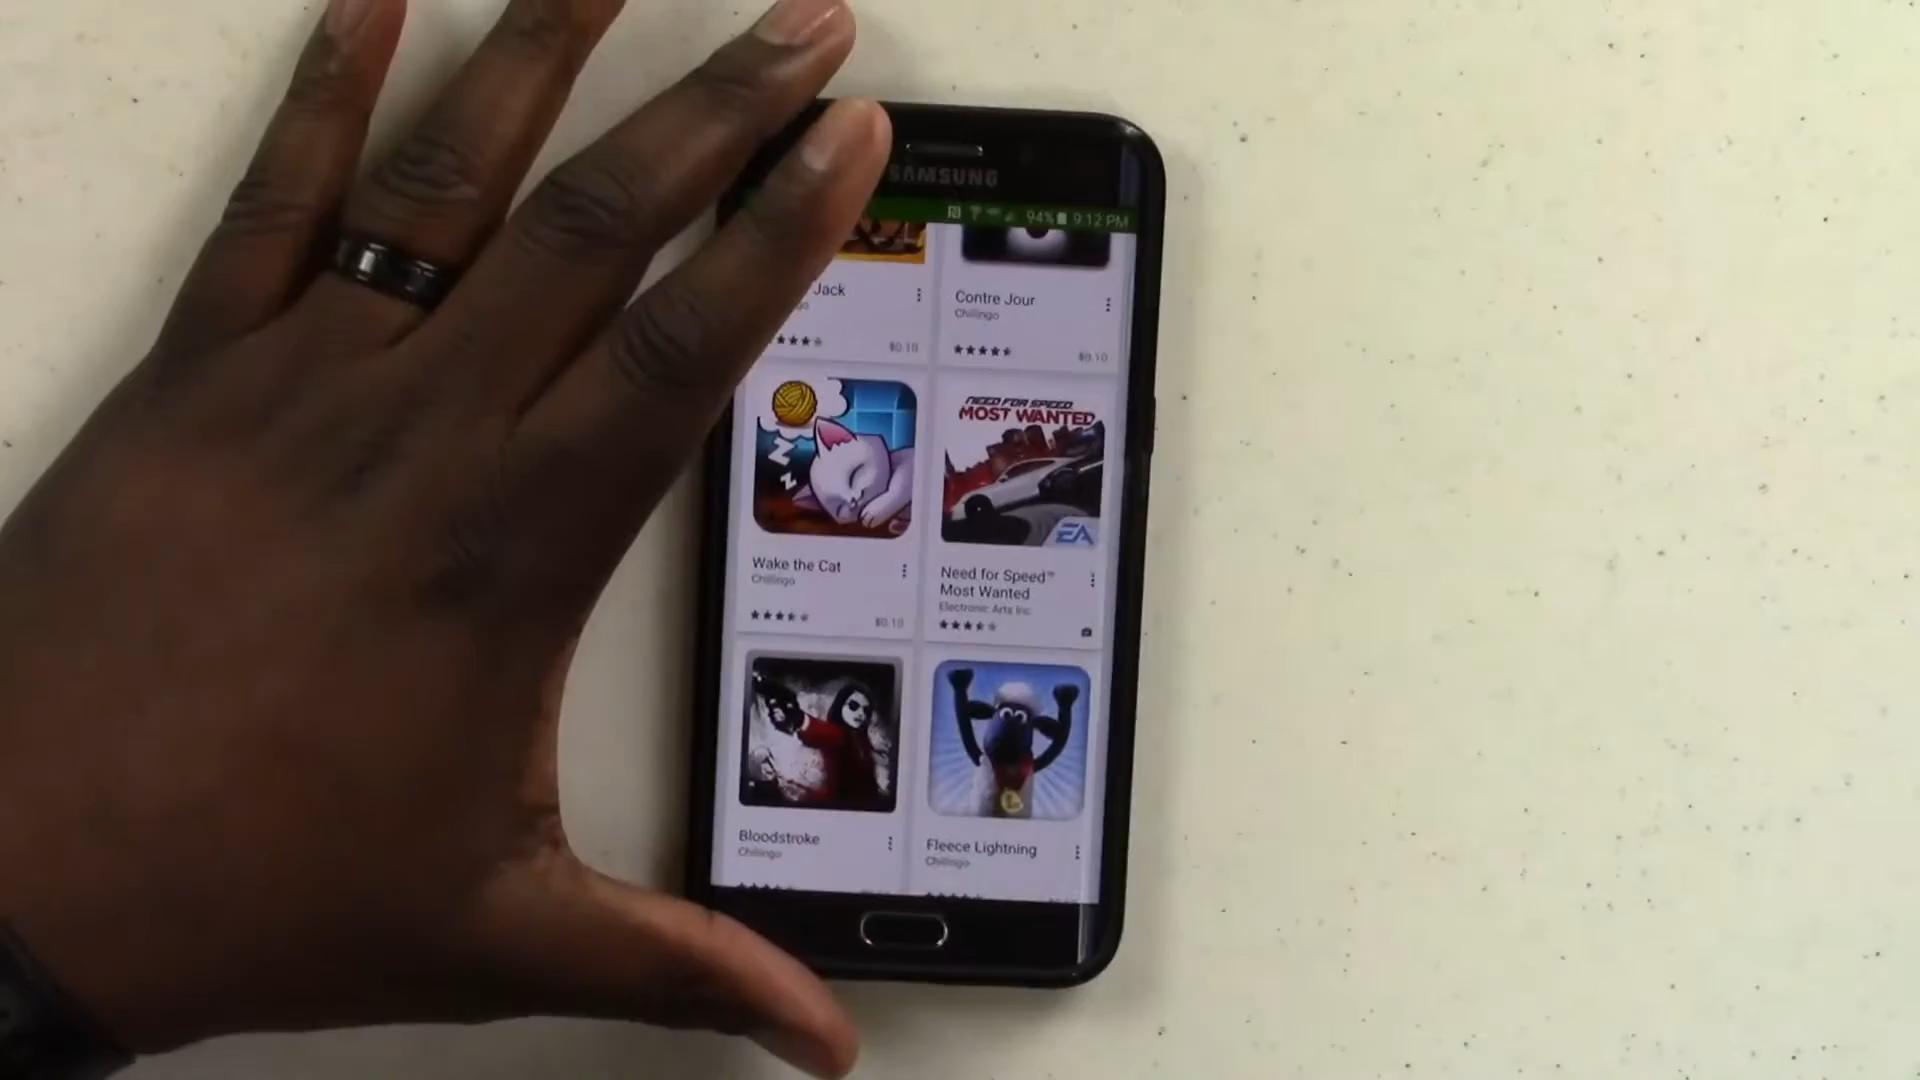 SAMSUNG
94% 9:12 PM
Jack
$0.10
Contre Jour
Chillingo
$0.10
Z
Z
Wake the Cat
Chillingo
$0.10
NEED FOR SPEED
MOST WANTED
EA
Need for Speed™
Most Wanted
Electronic Arts Inc.
Bloodstroke
Chillingo
Fleece Lightning
Chillingo